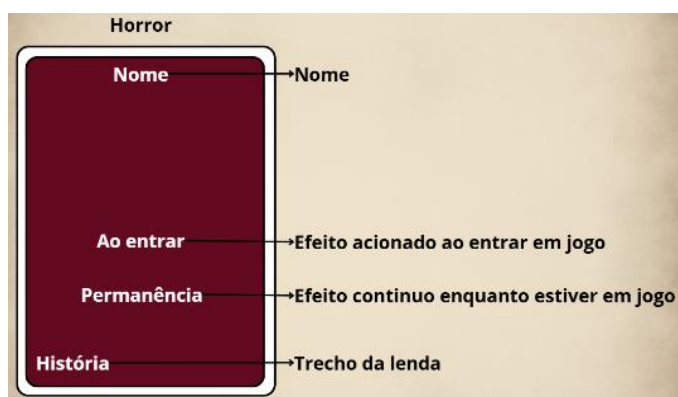 Horror
Nome Nome
Ao entrar Efeito acionado ao entrar em jogo
Permanência Efeito continuo enquanto estiver em jogo
História Trecho da lenda